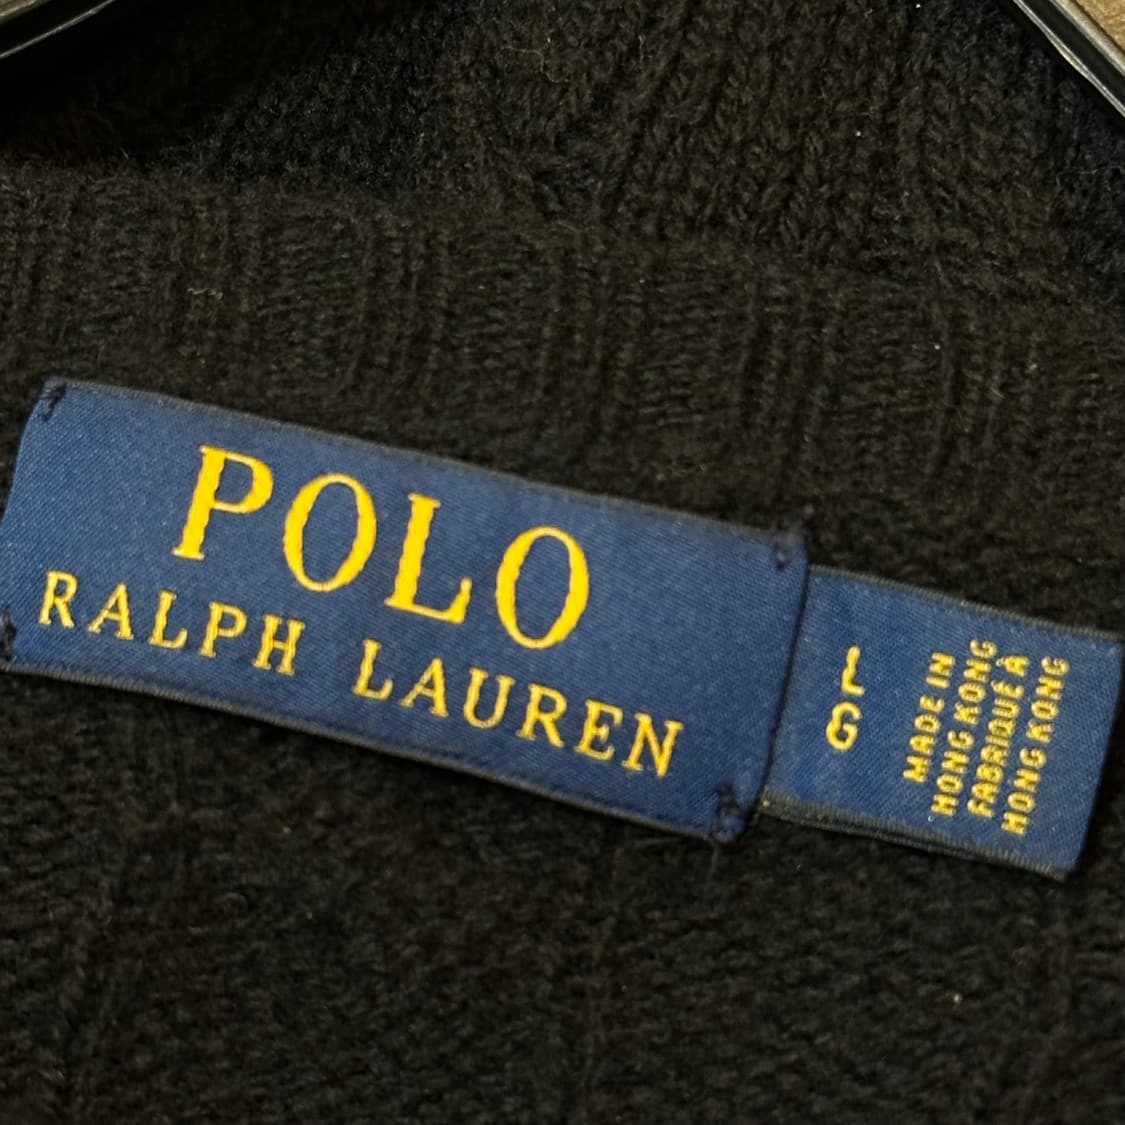 POLO
RALPH LAUREN
L
G
MADE IN
HONG KONG
FABRIQUÉ À
HONG KONG